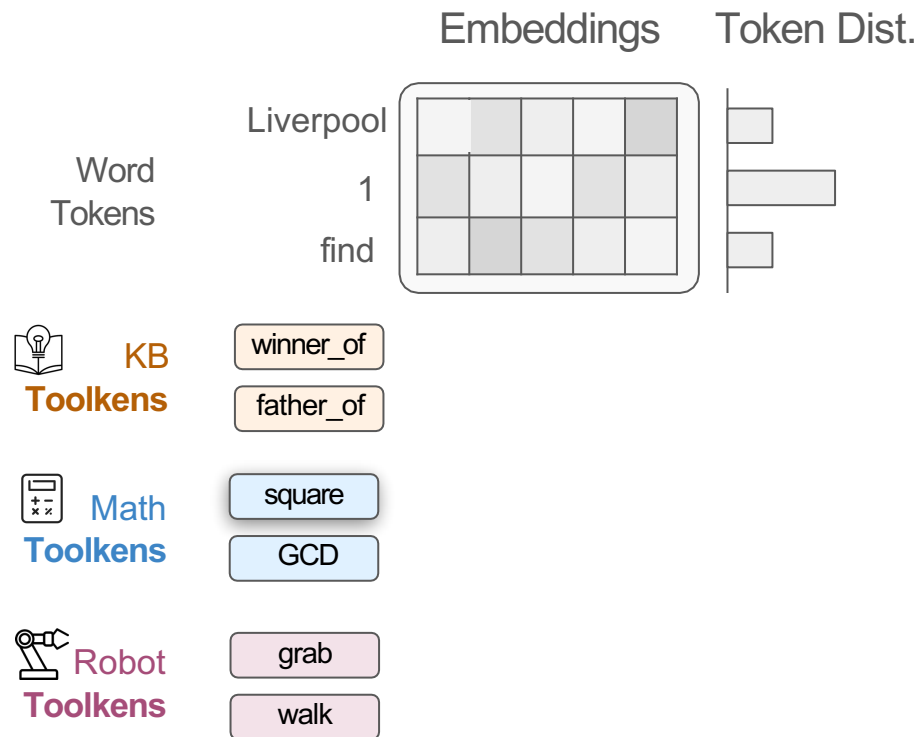 Embeddings Token Dist.
Liverpool
Word
Tokens
1
find
KB
Toolkens
winner_of
father_of
Math
Toolkens
square
GCD
Robot
Toolkens
grab
walk